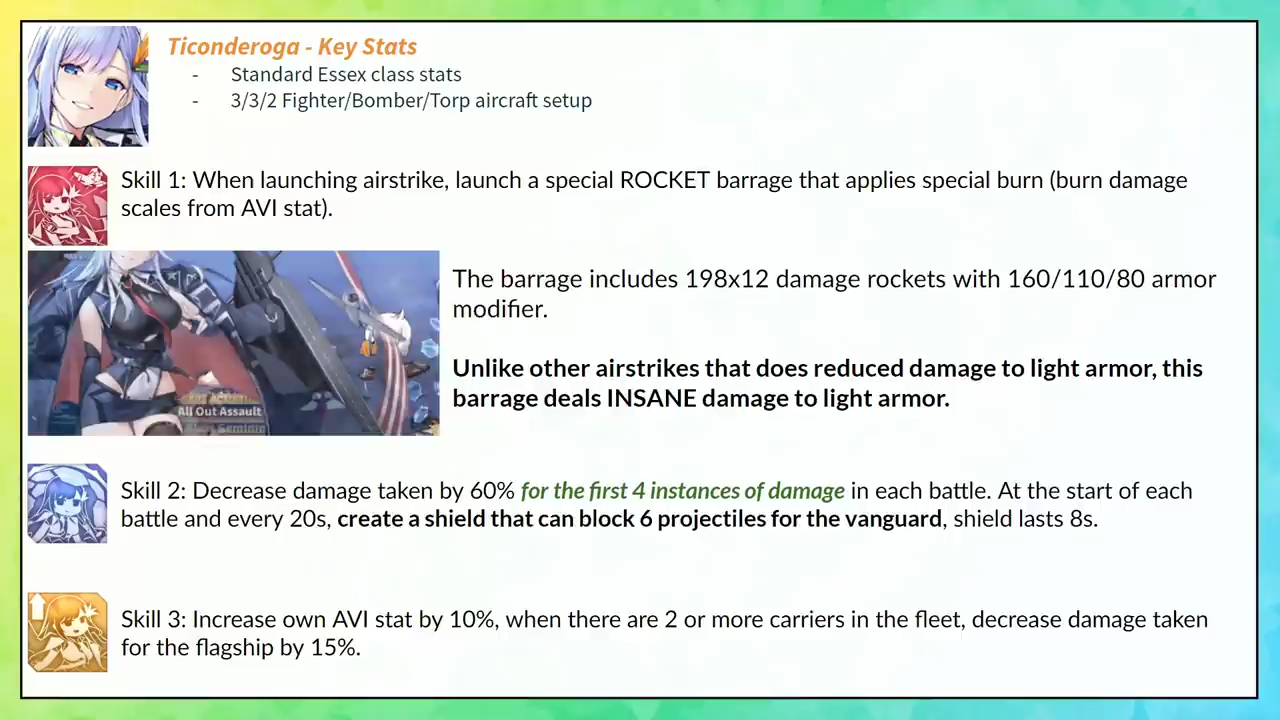 Ticonderoga - Key Stats
- Standard Essex class stats
- 3/3/2 Fighter/Bomber/Torp aircraft setup
Skill 1: When launching airstrike, launch a special ROCKET barrage that applies special burn (burn damage
scales from AVI stat).
The barrage includes 198x12 damage rockets with 160/110/80 armor
modifier.
Unlike other airstrikes that does reduced damage to light armor, this
barrage deals INSANE damage to light armor.
All Out Assault
Skill 2: Decrease damage taken by 60% for the first 4 instances of damage in each battle. At the start of each
battle and every 20s, create a shield that can block 6 projectiles for the vanguard, shield lasts 8s.
Skill 3: Increase own AVI stat by 10%, when there are 2 or more carriers in the fleet, decrease damage taken
for the flagship by 15%.